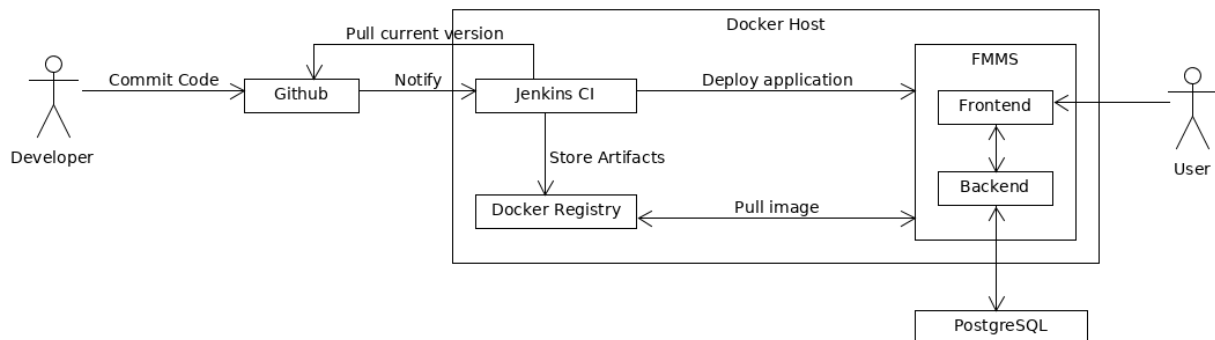 Docker Host
Pull current version
FMMS
Commit Code
Notify
Deploy application
Github
Jenkins CI
Frontend
Developer
Store Artifacts
User
Backend
Docker Registry
Pull image
PostgreSQL